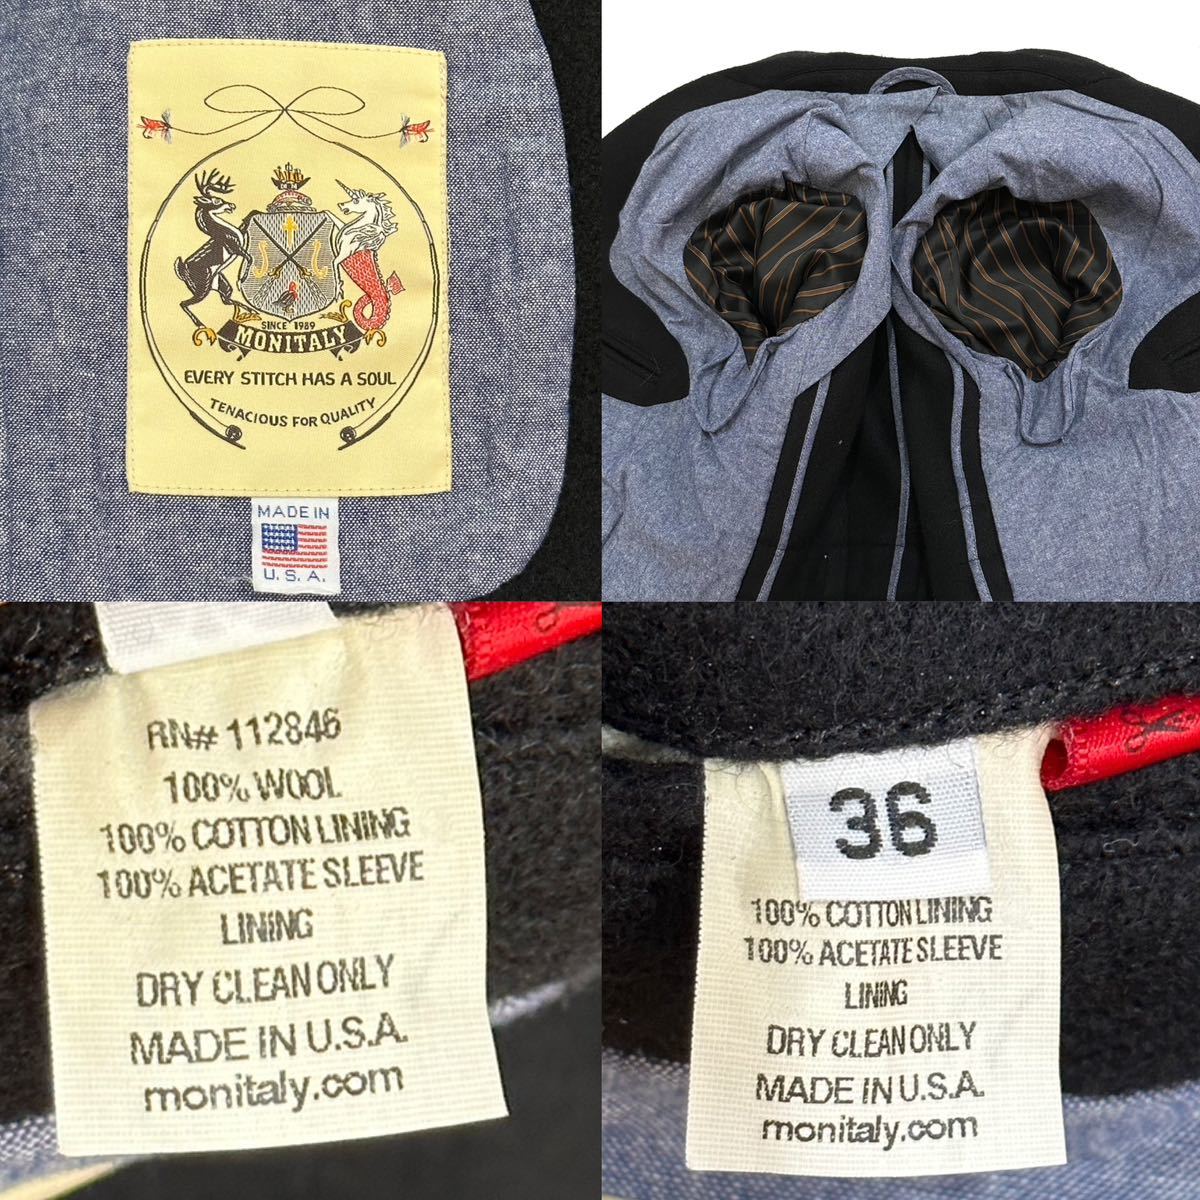 SINCE 1989
MONITALY
EVERY STITCH HAS A SOUL
TENACIOUS FOR QUALITY
MADE IN
U. S. A.
RN# 112846
100% WOOL
100% COTTON LINING
100% ACETATE SLEEVE
LINING
DRY CLEAN ONLY
MADE IN U.S.A.
monitaly.com
36
100% COTTON LINING
100% ACETATE SLEEVE
LINING
DRY CLEAN ONLY
MADE IN U.S.A.
monitaly.com